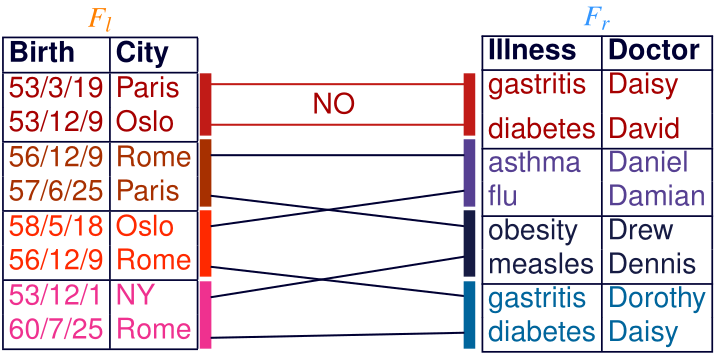 F_l
F_r
Birth City
Illness Doctor
53/3/19 Paris
gastritis Daisy
NO
53/12/9 Oslo
diabetes David
56/12/9 Rome
asthma Daniel
57/6/25 Paris
flu Damian
58/5/18 Oslo
obesity Drew
56/12/9 Rome
measles Dennis
53/12/1 NY
gastritis Dorothy
60/7/25 Rome
diabetes Daisy